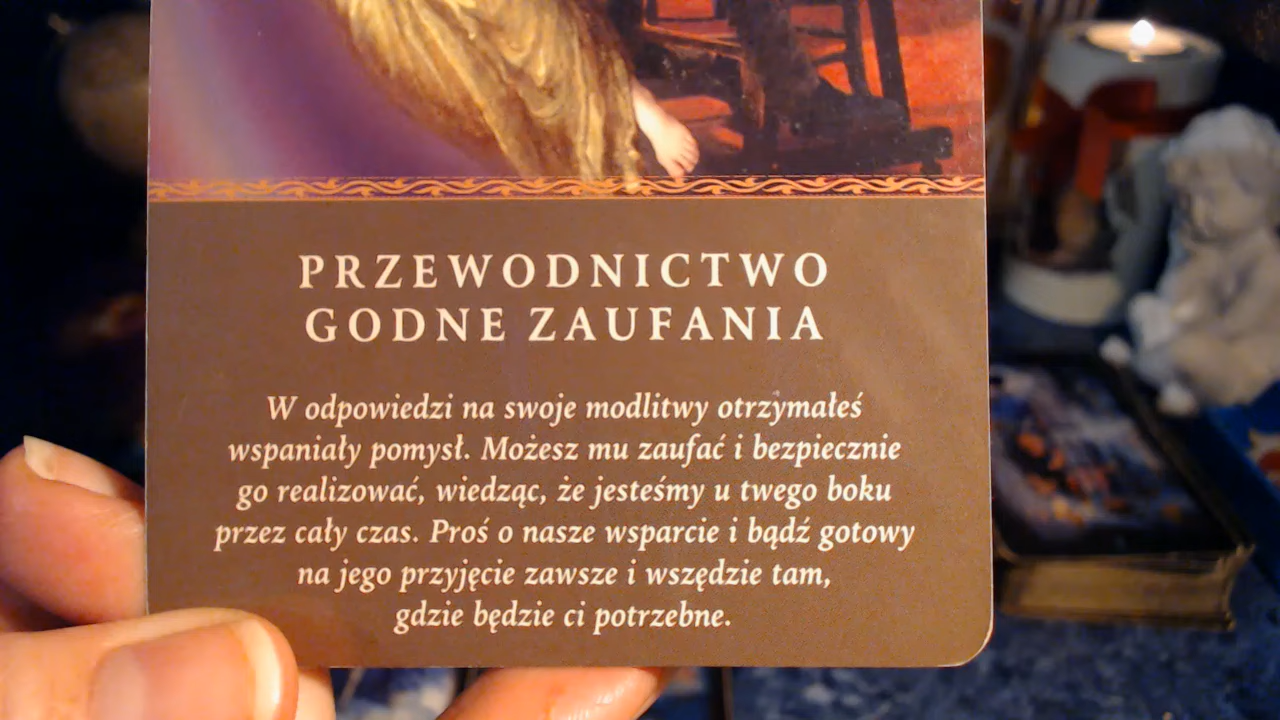 PRZEWODNICTWO
GODNE ZAUFANIA
W odpowiedzi na swoje modlitwy otrzymałeś
wspaniały pomysł. Możesz mu zaufać i bezpiecznie
go realizować, wiedząc, że jesteśmy u twego boku
przez cały czas. Proś o nasze wsparcie i bądź gotowy
na jego przyjęcie zawsze i wszędzie tam,
gdzie będzie ci potrzebne.